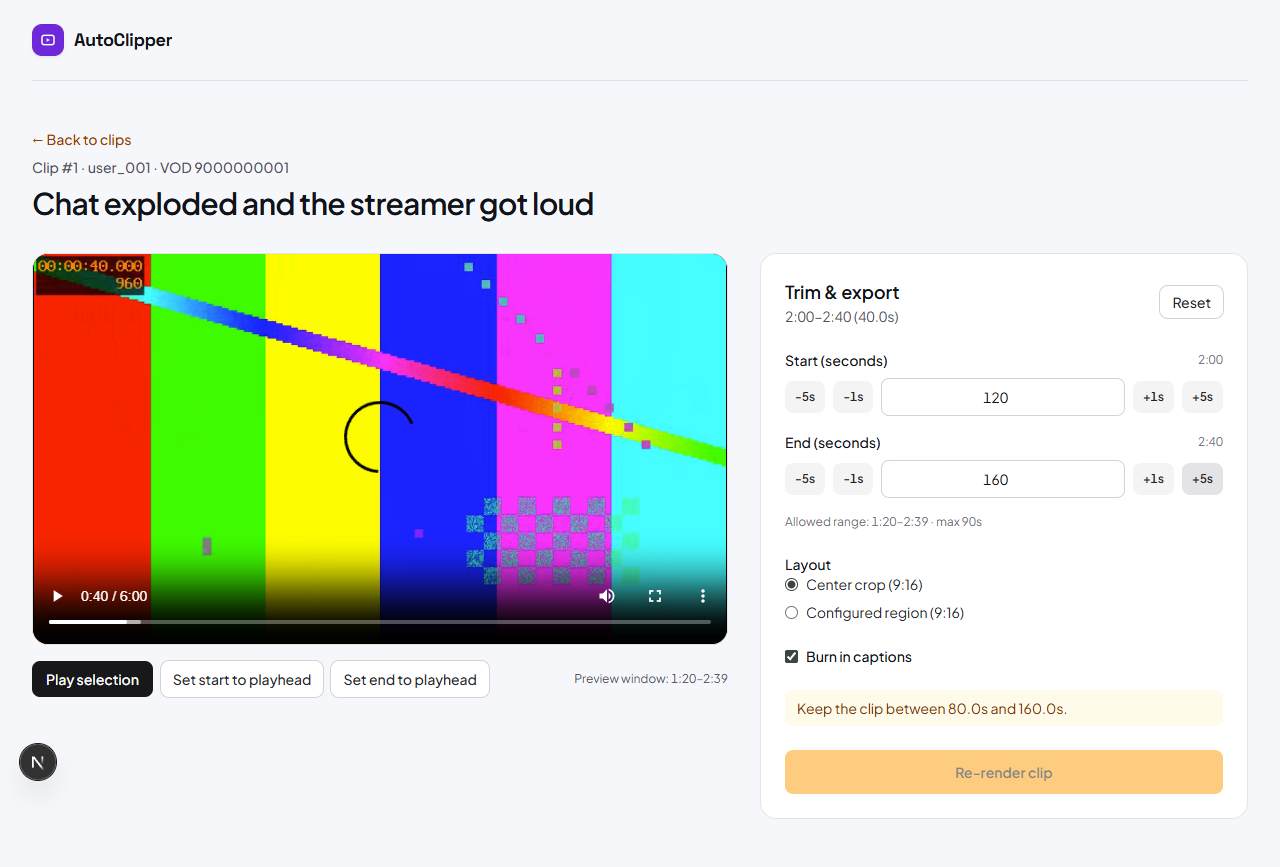 AutoClipper
← Back to clips
Clip #1 · user_001 · VOD 9000000001
Chat exploded and the streamer got loud
00:00:40.000
960
0:40 / 6:00
Play selection
Set start to playhead
Set end to playhead
Preview window: 1:20–2:39
N
Trim & export
2:00–2:40 (40.0s)
Reset
Start (seconds)
2:00
-5s
-1s
120
+1s
+5s
End (seconds)
2:40
-5s
-1s
160
+1s
+5s
Allowed range: 1:20–2:39 · max 90s
Layout
Center crop (9:16)
Configured region (9:16)
Burn in captions
Keep the clip between 80.0s and 160.0s.
Re-render clip